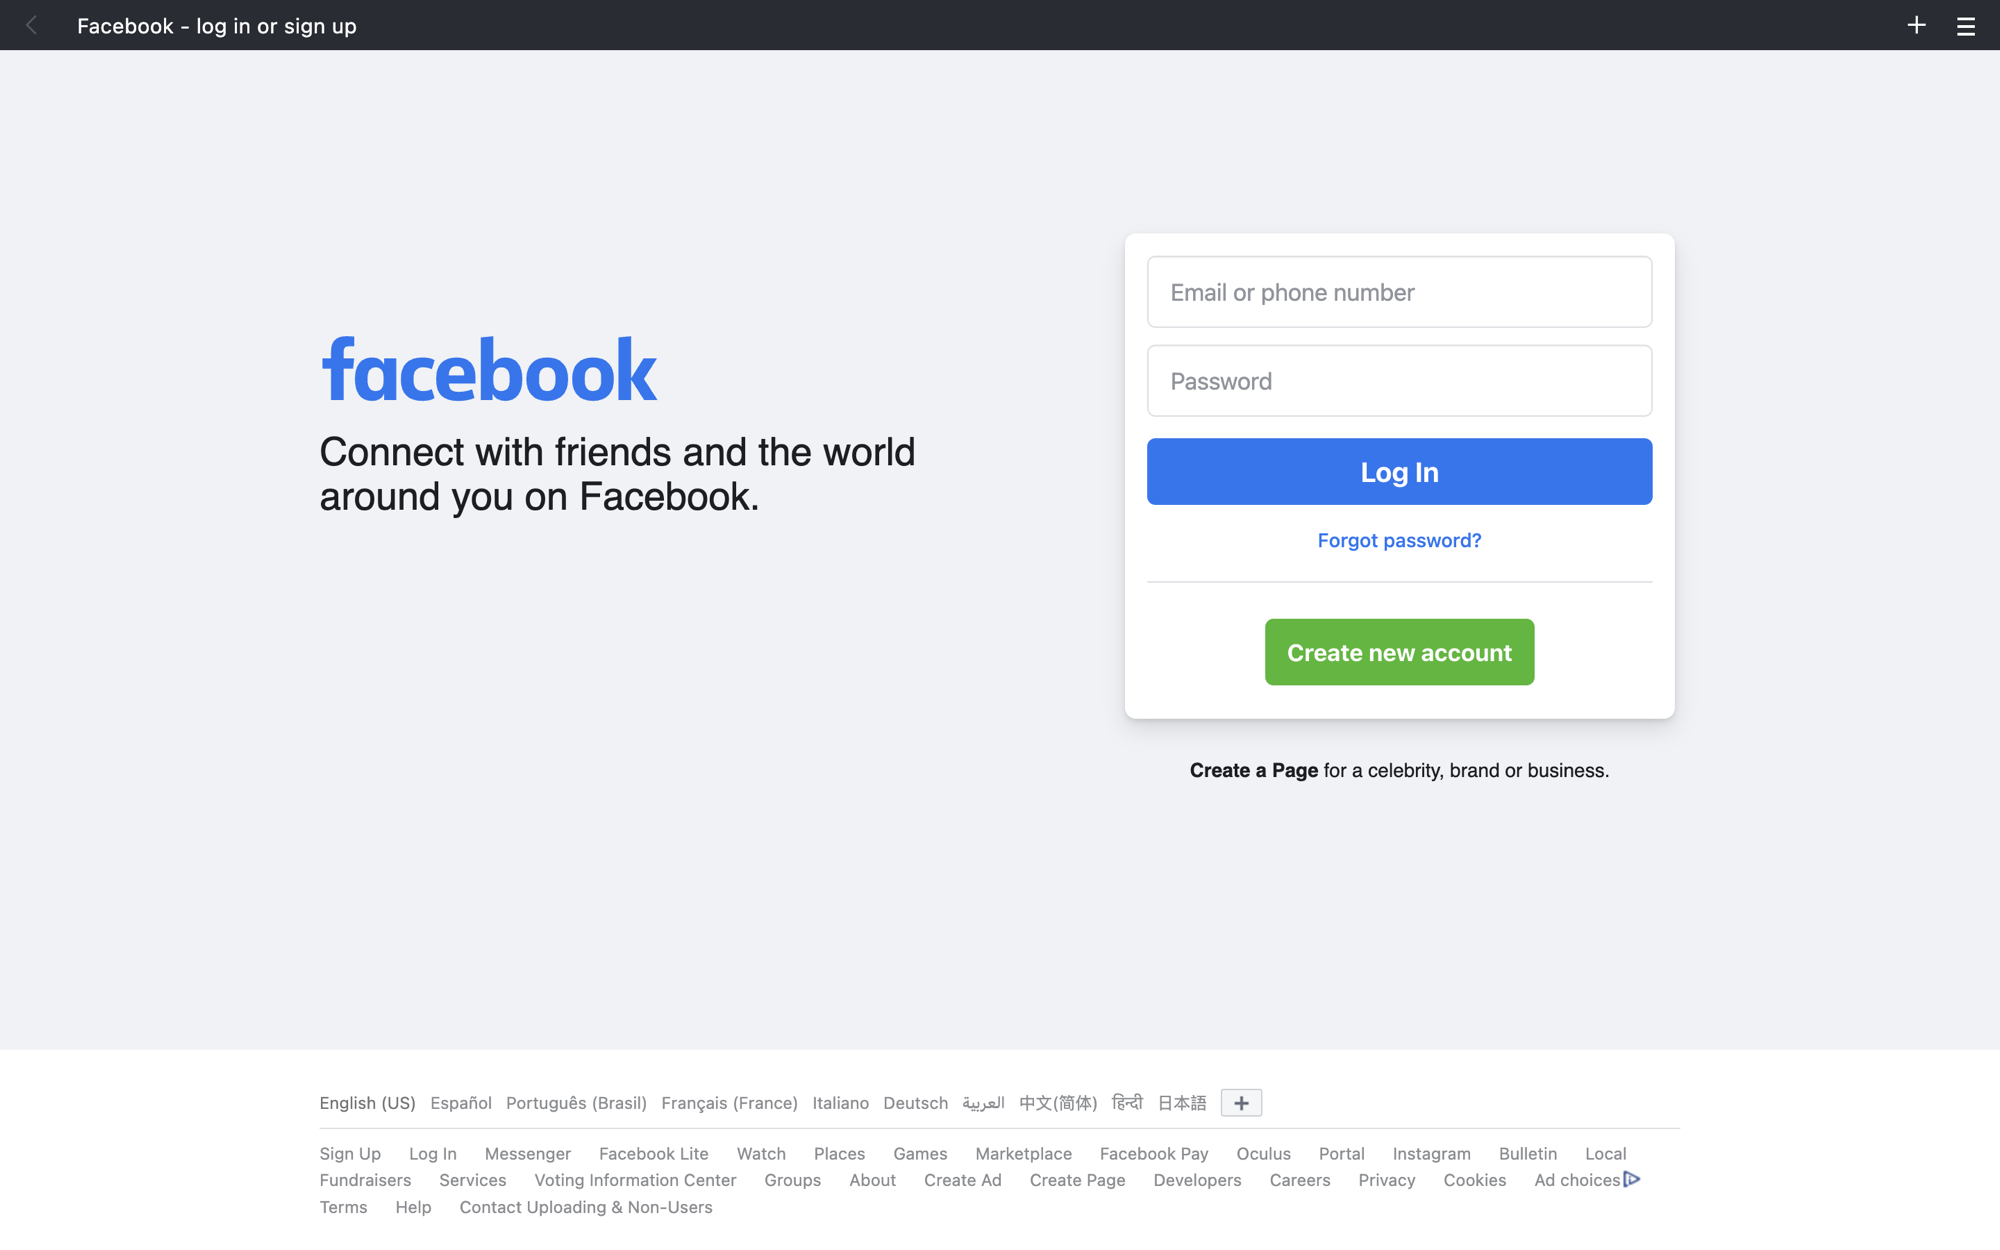 Facebook - log in or sign up
facebook
Connect with friends and the world
around you on Facebook.
Email or phone number
Password
Log In
Forgot password?
Create new account
Create a Page for a celebrity, brand or business.
English (US) Español Português (Brasil) Français (France) Italiano Deutsch العربية 中文(简体) हिन्दी 日本語
Sign Up Log In Messenger Facebook Lite Watch Places Games Marketplace Facebook Pay Oculus Portal Instagram Bulletin Local
Fundraisers Services Voting Information Center Groups About Create Ad Create Page Developers Careers Privacy Cookies Ad choices
Terms Help Contact Uploading & Non-Users